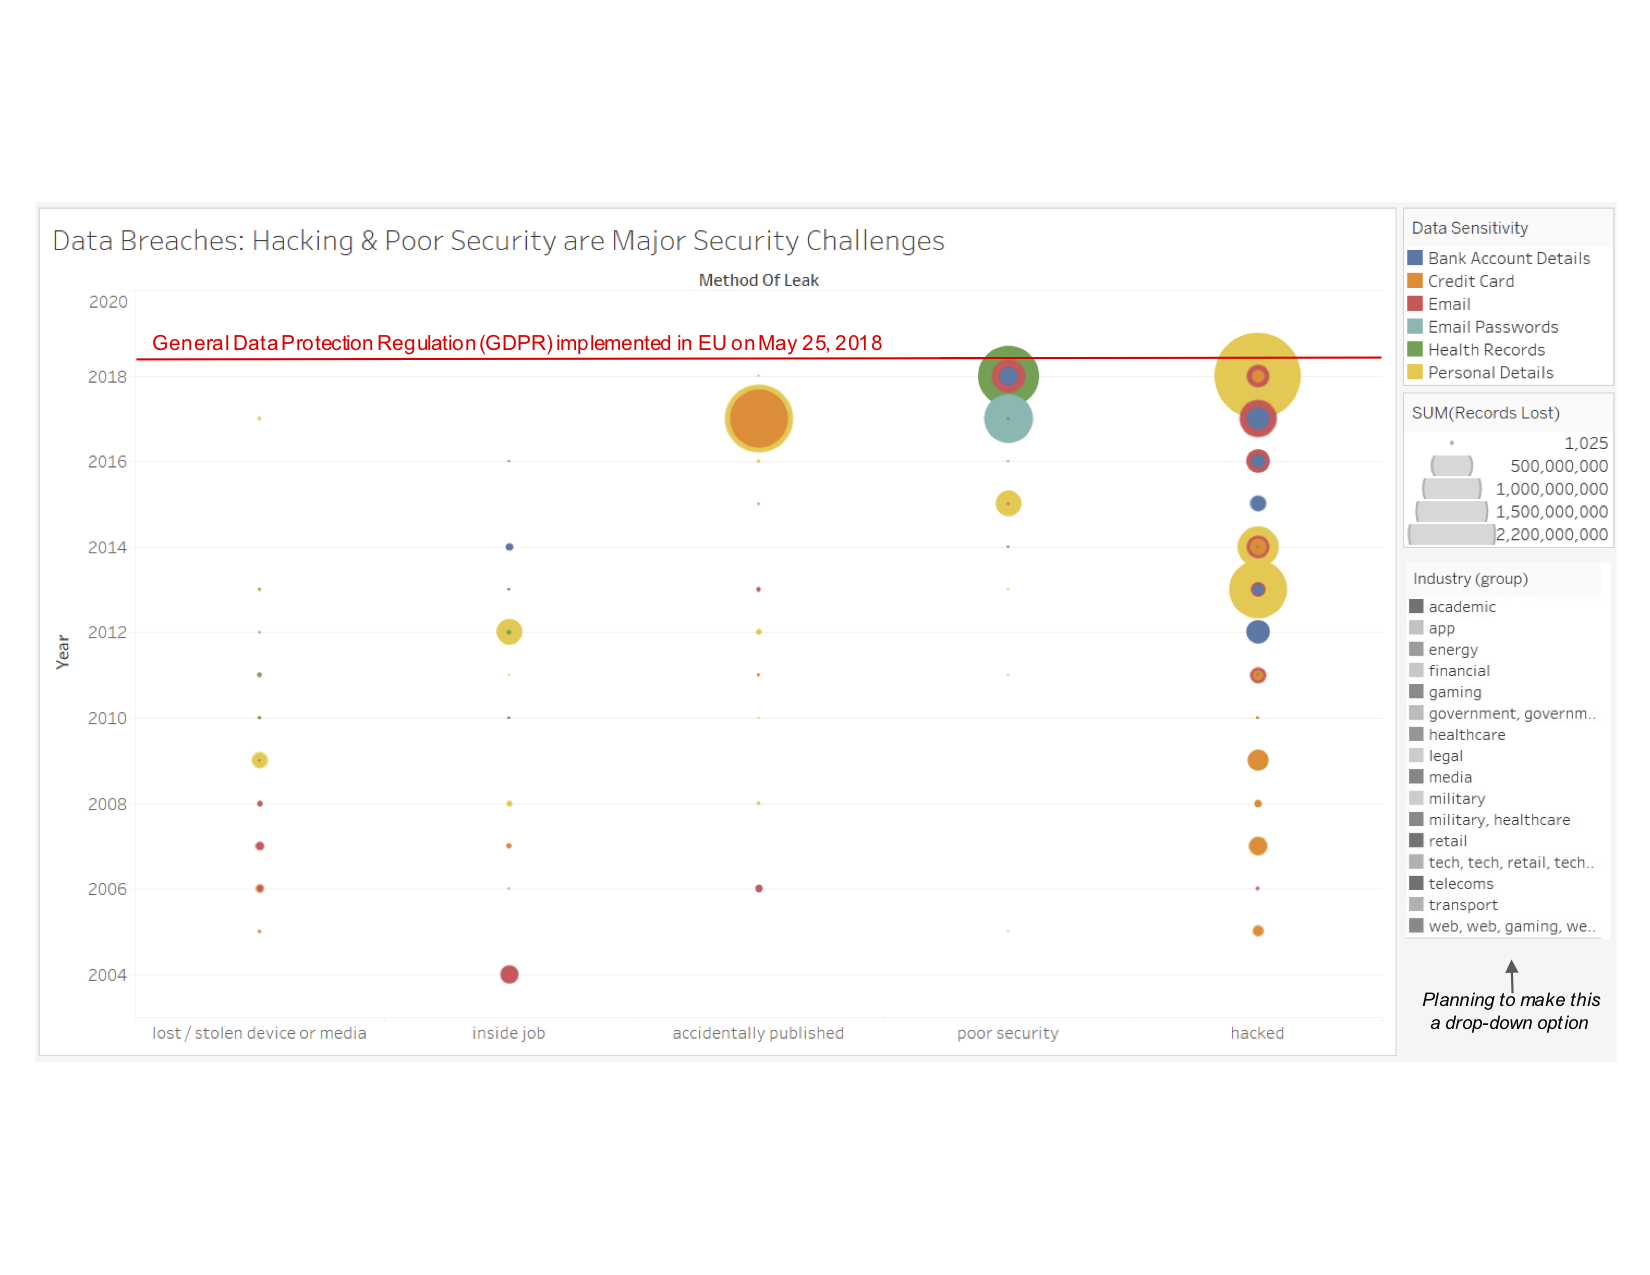 Data Breaches: Hacking & Poor Security are Major Security Challenges
Method Of Leak
2020
General Data Protection Regulation (GDPR) implemented in EU on May 25, 2018
2018
2016
2014
2012
2010
2008
2006
2004
Year
lost / stolen device or media
inside job
accidentally published
poor security
hacked
Data Sensitivity
Bank Account Details
Credit Card
Email
Email Passwords
Health Records
Personal Details
SUM(Records Lost)
1,025
500,000,000
1,000,000,000
1,500,000,000
2,200,000,000
Industry (group)
academic
app
energy
financial
gaming
government, governm..
healthcare
legal
media
military
military, healthcare
retail
tech, tech, retail, tech..
telecoms
transport
web, web, gaming, we..
Planning to make this
a drop-down option